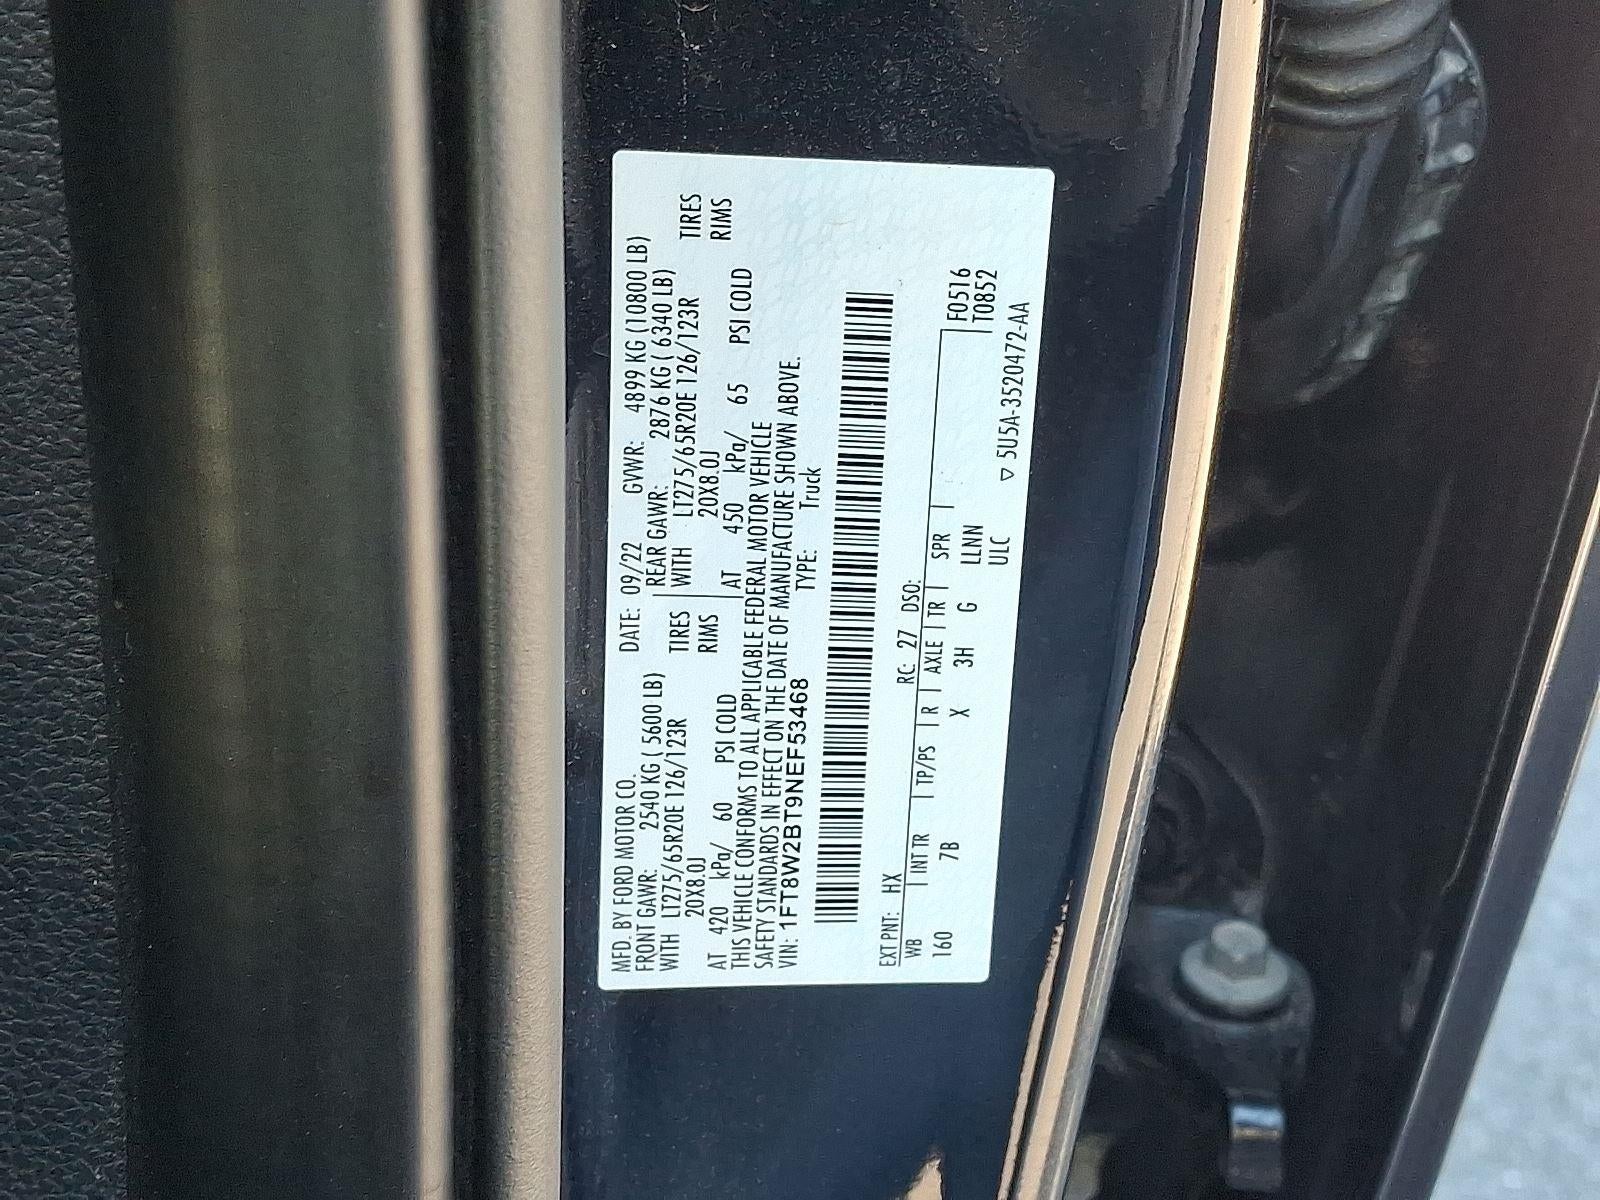 MFD. BY FORD MOTOR CO.
DATE: 09/22 GVWR: 4899 KG (10800 LB)
FRONT GAWR: 2540 KG ( 5600 LB) REAR GAWR: 2876 KG ( 6340 LB)
WITH LT275/65R20E 126/123R TIRES WITH LT275/65R20E 126/123R TIRES
20X8.0J RIMS 20X8.0J RIMS
AT 420 kPa/ 60 PSI COLD AT 450 kPa/ 65 PSI COLD
THIS VEHICLE CONFORMS TO ALL APPLICABLE FEDERAL MOTOR VEHICLE
SAFETY STANDARDS IN EFFECT ON THE DATE OF MANUFACTURE SHOWN ABOVE.
VIN: 1FT8W2BT9NEF53468 TYPE: Truck
EXT PNT: HX RC: 27 DSO:
WB INT TR TP/PS R AXLE TR SPR F0516
160 7B X 3H G LLNN T0852
ULC ▽ 5U5A-3520472-AA